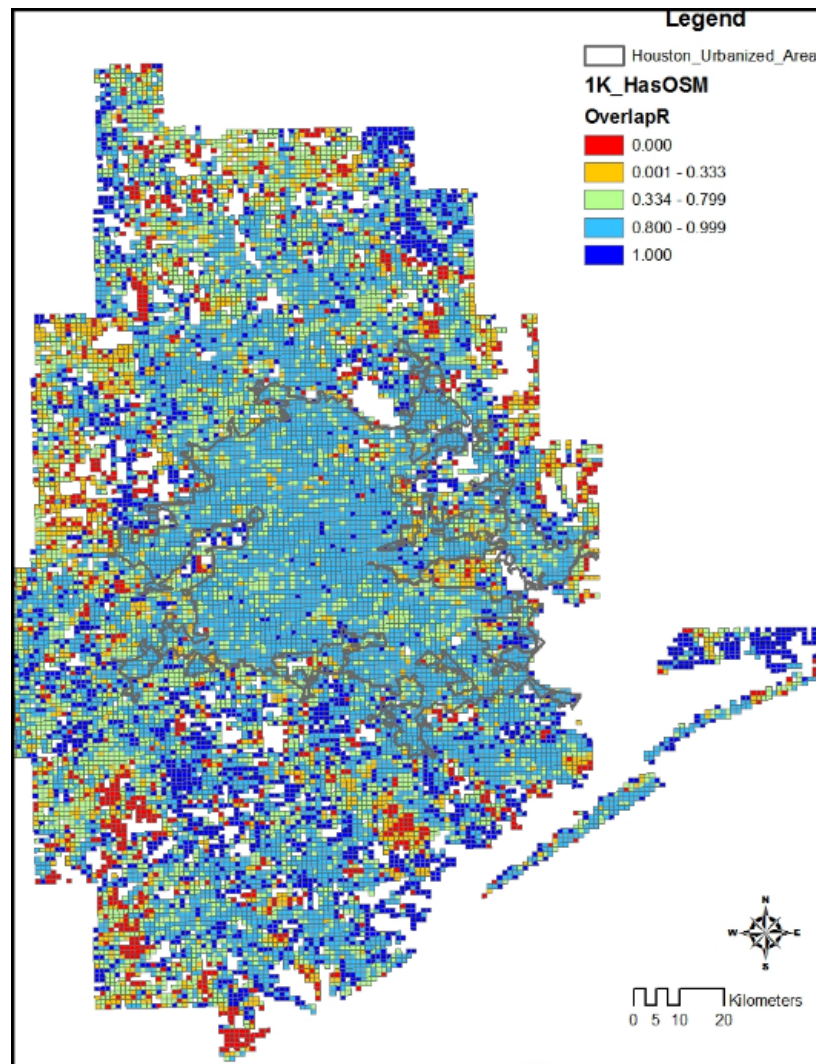 Legend
Houston_Urbanized_Area
1K_HasOSM
OverlapR
0.000
0.001 - 0.333
0.334 - 0.799
0.800 - 0.999
1.000
N
W E
S
Kilometers
0 5 10 20